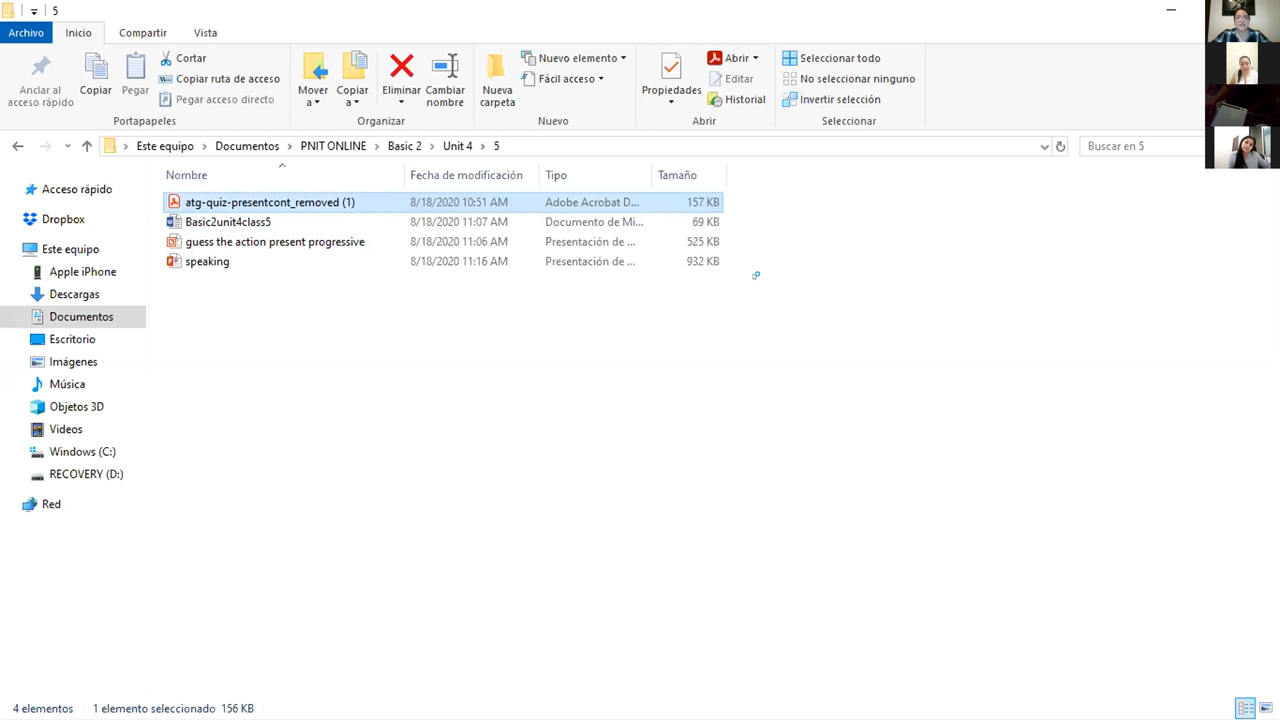 5
Archivo Inicio Compartir Vista
Anclar al acceso rápido
Copiar
Pegar
Cortar
Copiar ruta de acceso
Pegar acceso directo
Portapapeles
Mover a
Copiar a
Eliminar
Cambiar nombre
Organizar
Nueva carpeta
Nuevo elemento
Fácil acceso
Nuevo
Propiedades
Abrir
Editar
Historial
Abrir
Seleccionar todo
No seleccionar ninguno
Invertir selección
Seleccionar
Este equipo Documentos PNIT ONLINE Basic 2 Unit 4 5
Buscar en 5
Nombre Fecha de modificación Tipo Tamaño
atg-quiz-presentcont_removed (1) 8/18/2020 10:51 AM Adobe Acrobat D... 157 KB
Basic2unit4class5 8/18/2020 11:07 AM Documento de Mi... 69 KB
guess the action present progressive 8/18/2020 11:06 AM Presentación de ... 525 KB
speaking 8/18/2020 11:16 AM Presentación de ... 932 KB
Acceso rápido
Dropbox
Este equipo
Apple iPhone
Descargas
Documentos
Escritorio
Imágenes
Música
Objetos 3D
Videos
Windows (C:)
RECOVERY (D:)
Red
4 elementos 1 elemento seleccionado 156 KB